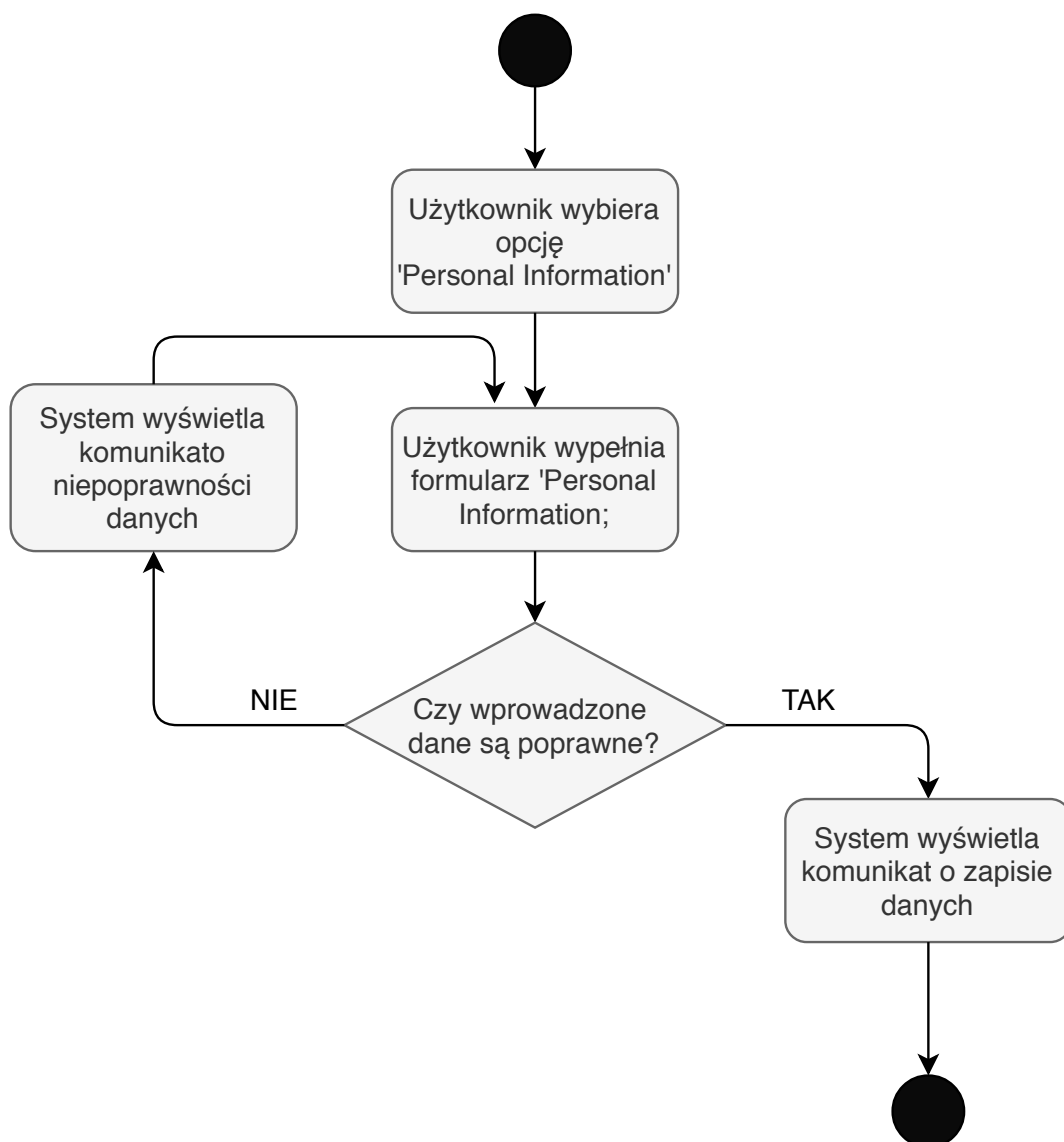 Użytkownik wybiera
opcję
'Personal Information'
System wyświetla
komunikato
niepoprawności
danych
Użytkownik wypełnia
formularz 'Personal
Information;
NIE
Czy wprowadzone
dane są poprawne?
TAK
System wyświetla
komunikat o zapisie
danych